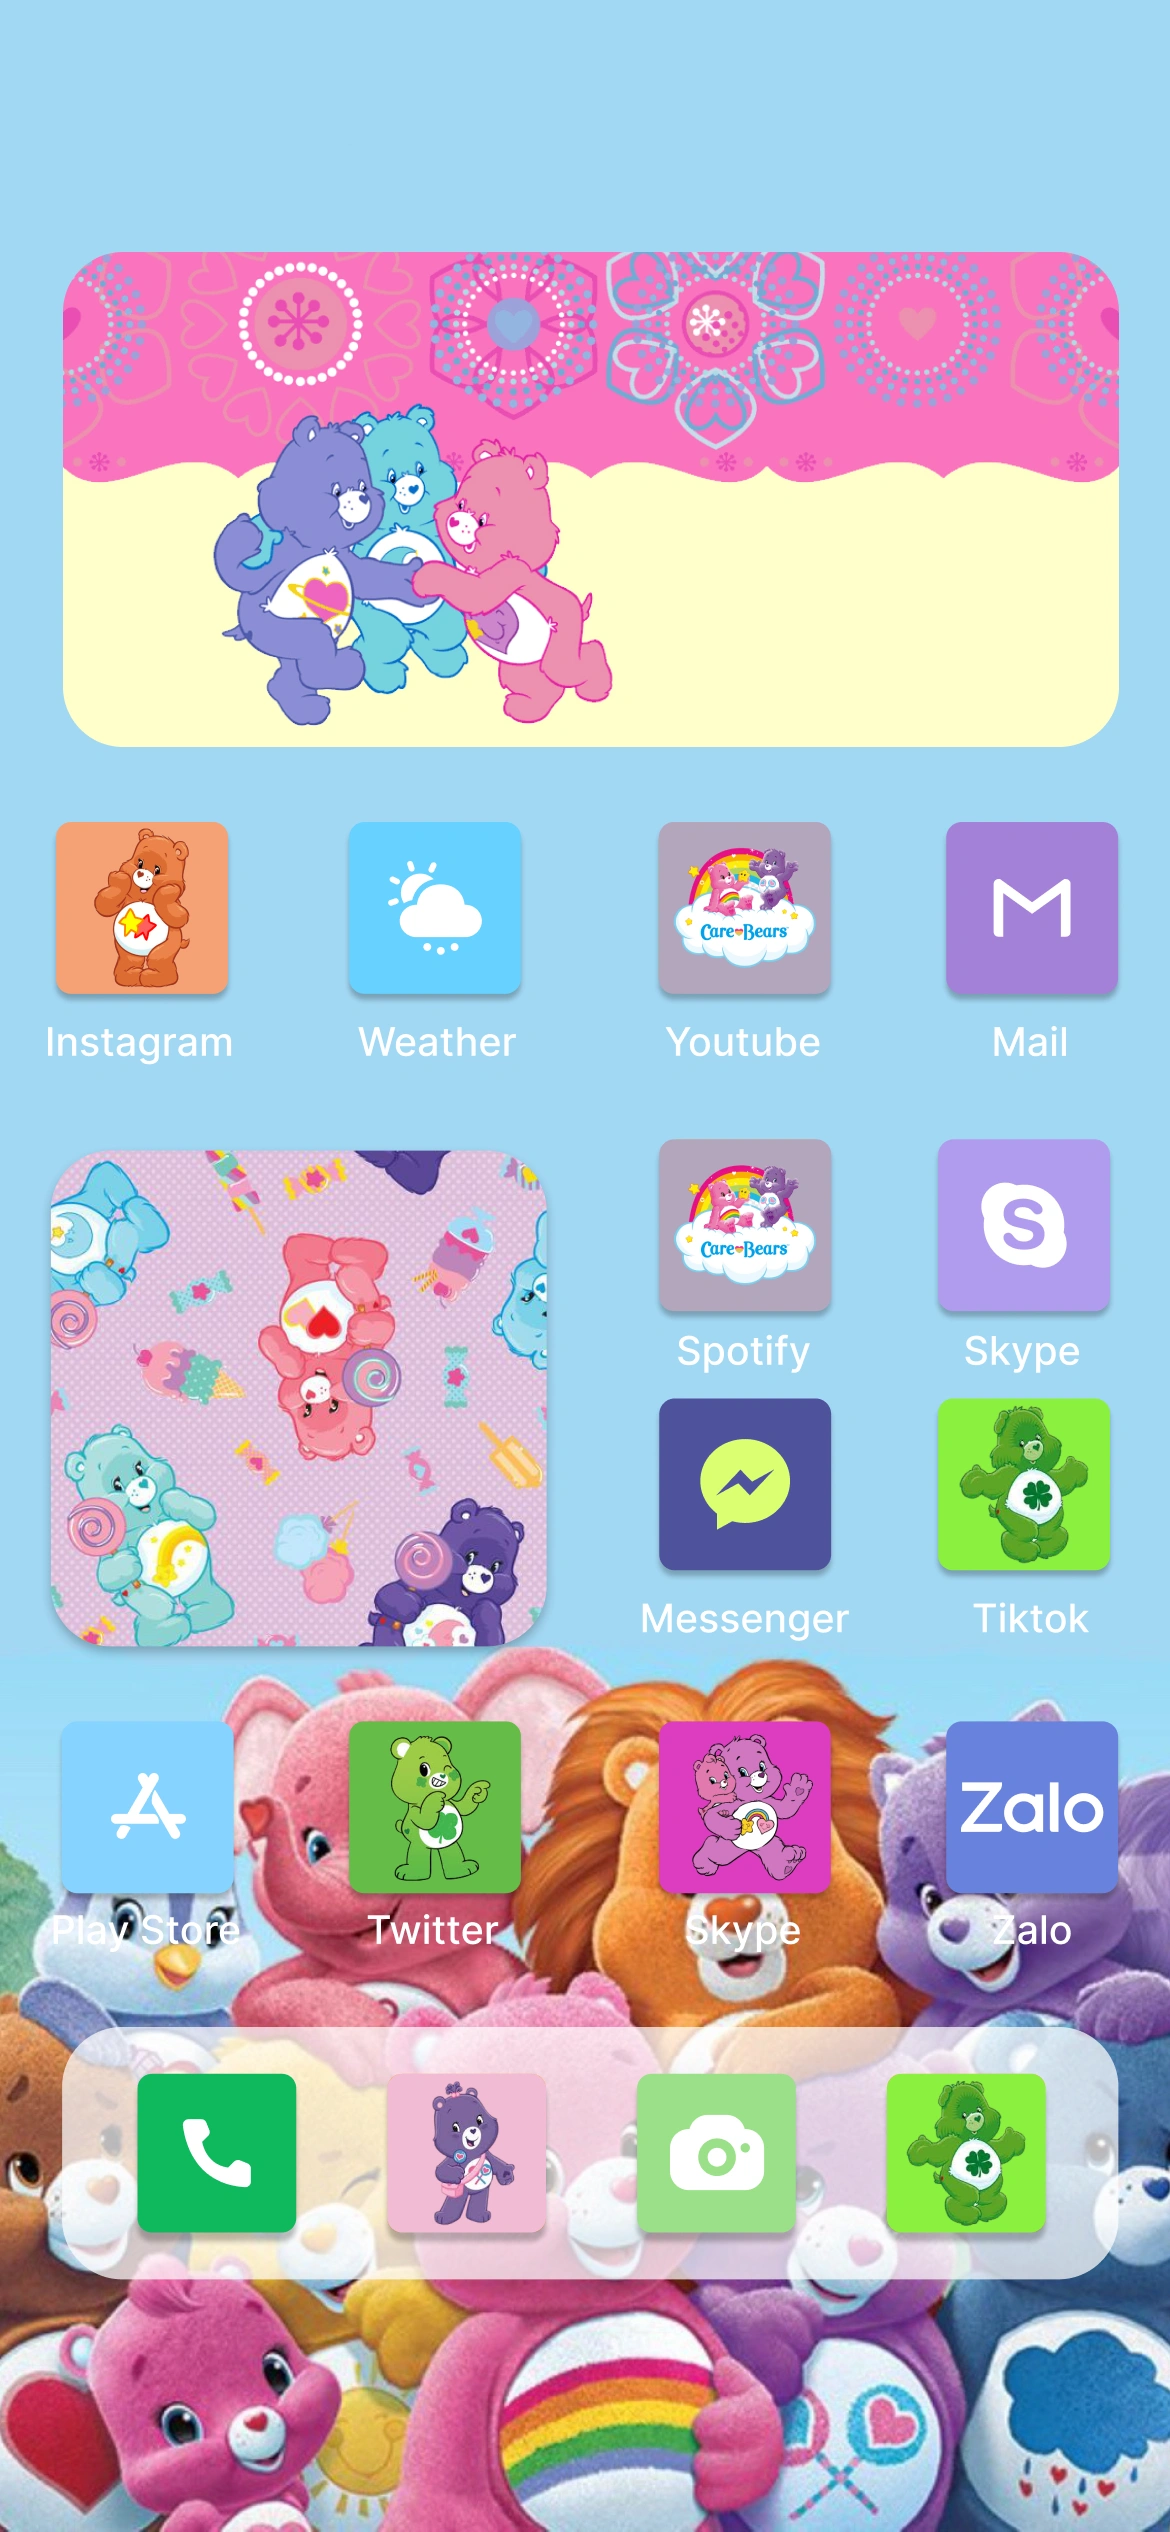 Care Bears
Instagram
Weather
Youtube
Mail
Care Bears
S
Spotify
Skype
Messenger
Tiktok
Zalo
Play Store
Twitter
Skype
Zalo